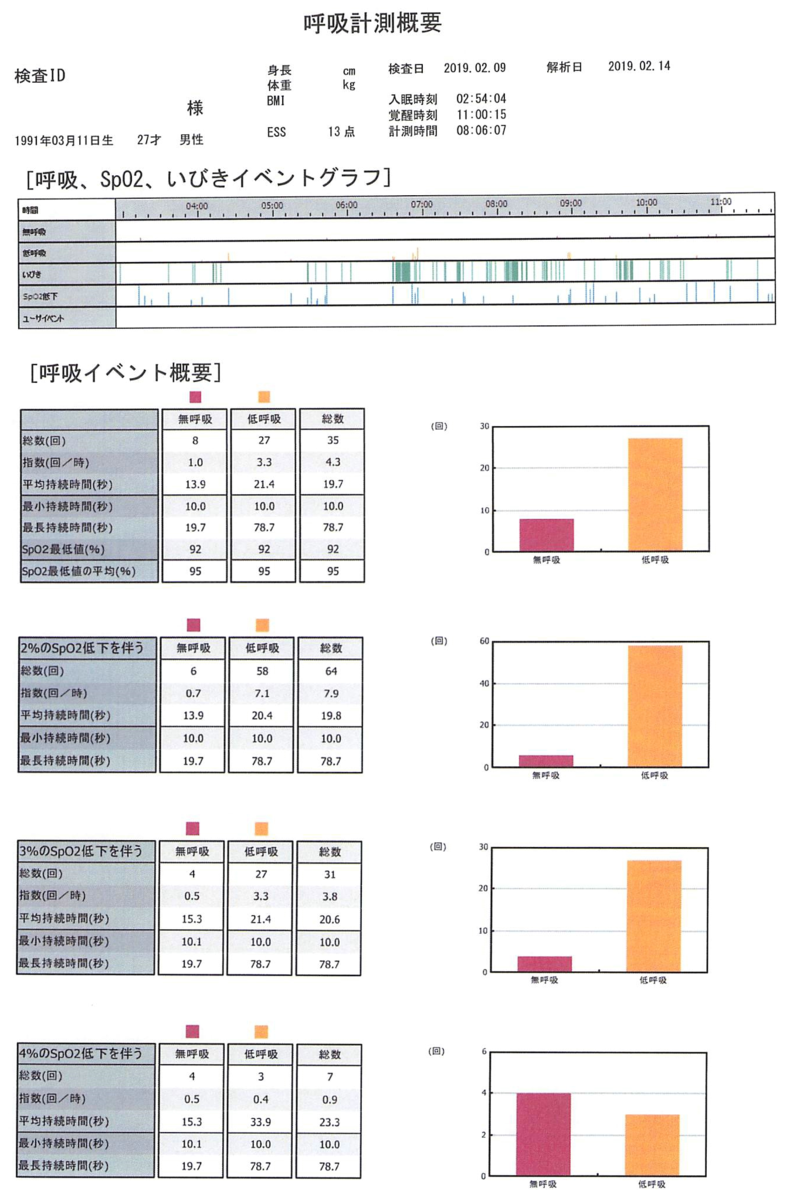 呼吸計測概要
検査ID
様
1991年03月11日生 27才 男性
身長 cm
体重 kg
BMI
ESS 13 点
検査日 2019.02.09 解析日 2019.02.14
入眠時刻 02:54:04
覚醒時刻 11:00:15
計測時間 08:06:07
[呼吸、SpO2、いびきイベントグラフ]
時間 04:00 05:00 06:00 07:00 08:00 09:00 10:00 11:00
無呼吸
低呼吸
いびき
SpO2低下
ユーザイベント
[呼吸イベント概要]
無呼吸 低呼吸 総数
総数(回) 8 27 35
指数(回/時) 1.0 3.3 4.3
平均持続時間(秒) 13.9 21.4 19.7
最小持続時間(秒) 10.0 10.0 10.0
最長持続時間(秒) 19.7 78.7 78.7
SpO2最低値(%) 92 92 92
SpO2最低値の平均(%) 95 95 95
(回)
30
20
10
0
無呼吸 低呼吸
2%のSpO2低下を伴う 無呼吸 低呼吸 総数
総数(回) 6 58 64
指数(回/時) 0.7 7.1 7.9
平均持続時間(秒) 13.9 20.4 19.8
最小持続時間(秒) 10.0 10.0 10.0
最長持続時間(秒) 19.7 78.7 78.7
(回)
60
40
20
0
無呼吸 低呼吸
3%のSpO2低下を伴う 無呼吸 低呼吸 総数
総数(回) 4 27 31
指数(回/時) 0.5 3.3 3.8
平均持続時間(秒) 15.3 21.4 20.6
最小持続時間(秒) 10.1 10.0 10.0
最長持続時間(秒) 19.7 78.7 78.7
(回)
30
20
10
0
無呼吸 低呼吸
4%のSpO2低下を伴う 無呼吸 低呼吸 総数
総数(回) 4 3 7
指数(回/時) 0.5 0.4 0.9
平均持続時間(秒) 15.3 33.9 23.3
最小持続時間(秒) 10.1 10.0 10.0
最長持続時間(秒) 19.7 78.7 78.7
(回)
6
4
2
0
無呼吸 低呼吸